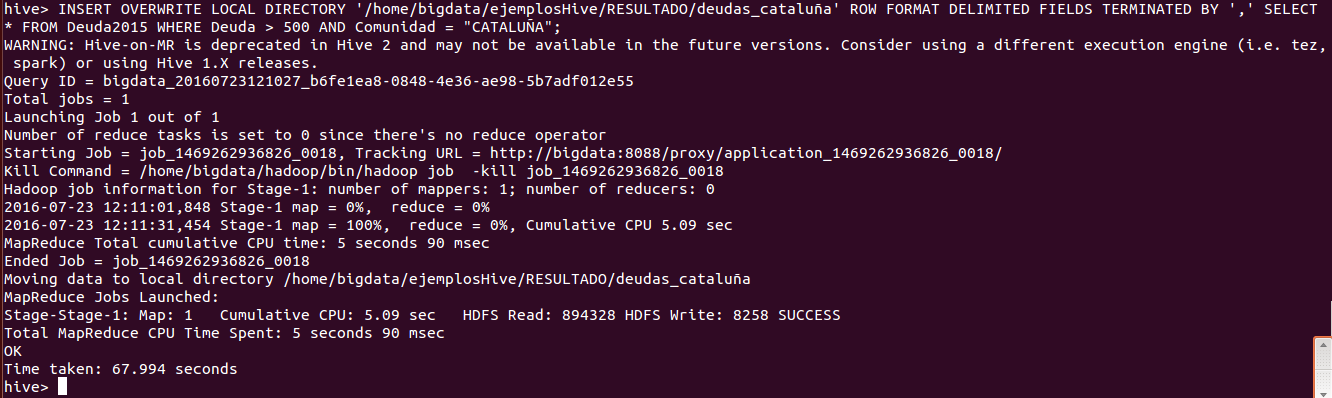 hive> INSERT OVERWRITE LOCAL DIRECTORY '/home/bigdata/ejemplosHive/RESULTADO/deudas_cataluña' ROW FORMAT DELIMITED FIELDS TERMINATED BY ',' SELECT
* FROM Deuda2015 WHERE Deuda > 500 AND Comunidad = "CATALUÑA";
WARNING: Hive-on-MR is deprecated in Hive 2 and may not be available in the future versions. Consider using a different execution engine (i.e. tez,
spark) or using Hive 1.X releases.
Query ID = bigdata_20160723121027_b6fe1ea8-0848-4e36-ae98-5b7adf012e55
Total jobs = 1
Launching Job 1 out of 1
Number of reduce tasks is set to 0 since there's no reduce operator
Starting Job = job_1469262936826_0018, Tracking URL = http://bigdata:8088/proxy/application_1469262936826_0018/
Kill Command = /home/bigdata/hadoop/bin/hadoop job  -kill job_1469262936826_0018
Hadoop job information for Stage-1: number of mappers: 1; number of reducers: 0
2016-07-23 12:11:01,848 Stage-1 map = 0%,  reduce = 0%
2016-07-23 12:11:31,454 Stage-1 map = 100%,  reduce = 0%, Cumulative CPU 5.09 sec
MapReduce Total cumulative CPU time: 5 seconds 90 msec
Ended Job = job_1469262936826_0018
Moving data to local directory /home/bigdata/ejemplosHive/RESULTADO/deudas_cataluña
MapReduce Jobs Launched:
Stage-Stage-1: Map: 1   Cumulative CPU: 5.09 sec   HDFS Read: 894328 HDFS Write: 8258 SUCCESS
Total MapReduce CPU Time Spent: 5 seconds 90 msec
OK
Time taken: 67.994 seconds
hive>